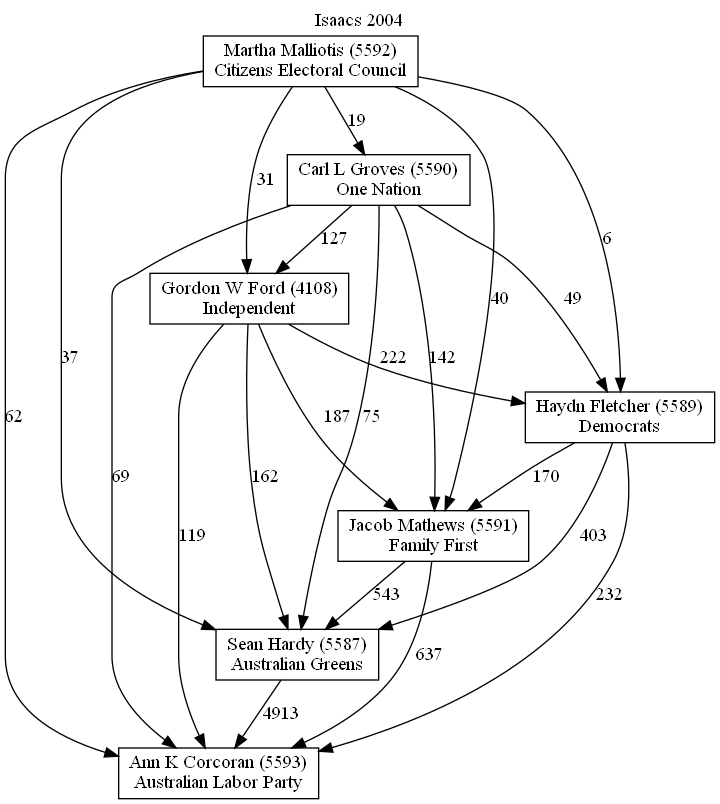 Isaacs 2004
Martha Malliotis (5592)
Citizens Electoral Council
19
Carl L Groves (5590)
One Nation
31
127
6
Gordon W Ford (4108)
Independent
40
49
62
37
222
142
Haydn Fletcher (5589)
Democrats
187
75
69
162
170
Jacob Mathews (5591)
Family First
119
403
543
232
Sean Hardy (5587)
Australian Greens
637
4913
Ann K Corcoran (5593)
Australian Labor Party